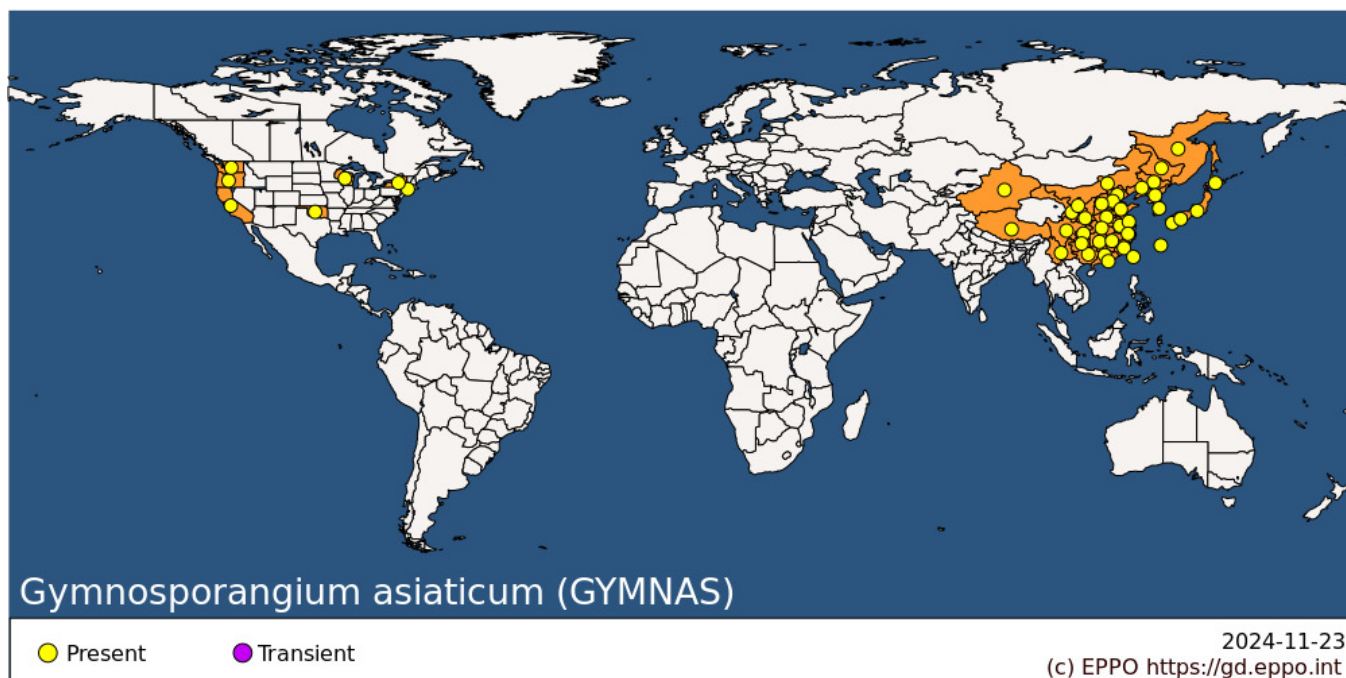 Gymnosporangium asiaticum (GYMNAS)
Present
Transient
2024-11-23
(c) EPPO https://gd.eppo.int